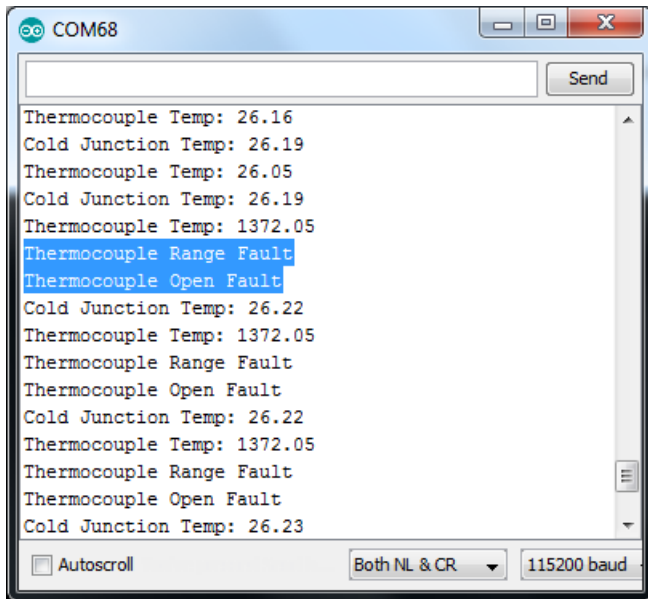 COM68
Send
Thermocouple Temp: 26.16
Cold Junction Temp: 26.19
Thermocouple Temp: 26.05
Cold Junction Temp: 26.19
Thermocouple Temp: 1372.05
Thermocouple Range Fault
Thermocouple Open Fault
Cold Junction Temp: 26.22
Thermocouple Temp: 1372.05
Thermocouple Range Fault
Thermocouple Open Fault
Cold Junction Temp: 26.22
Thermocouple Temp: 1372.05
Thermocouple Range Fault
Thermocouple Open Fault
Cold Junction Temp: 26.23
Autoscroll Both NL & CR 115200 baud